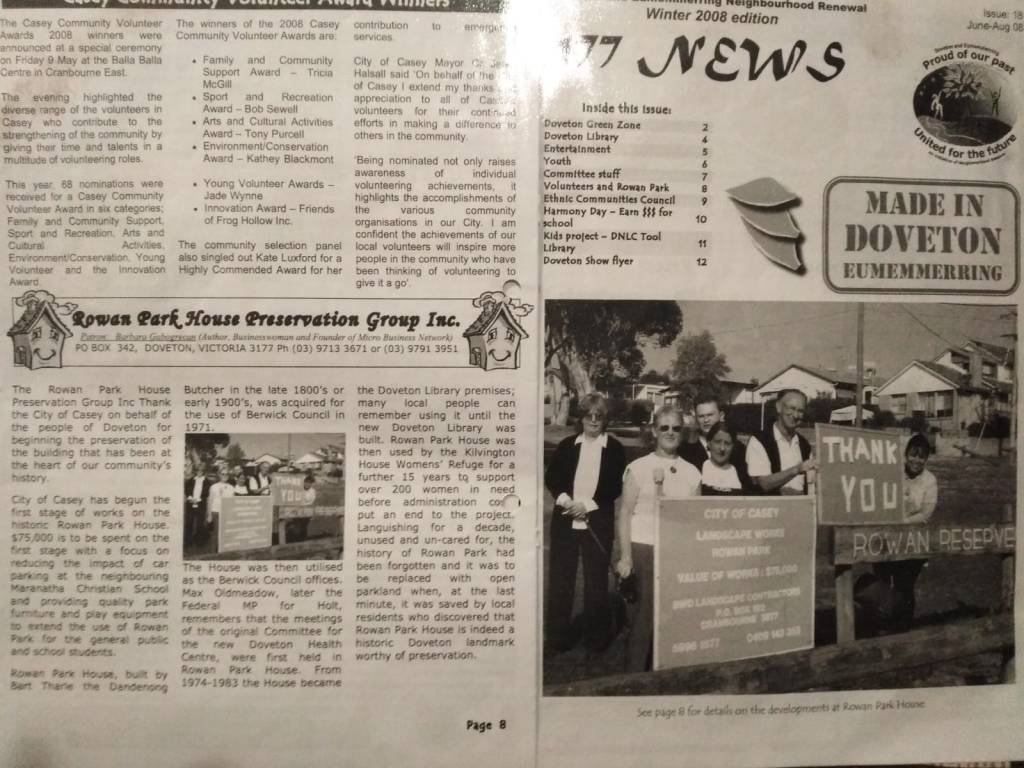 Casey Community Volunteer Award Winners
The Casey Community Volunteer
Awards 2008 winners were
announced at a special ceremony
on Friday 9 May at the Balla Balla
Centre in Cranbourne East.
The evening highlighted the
diverse range of the volunteers in
Casey who contribute to the
strengthening of the community by
giving their time and talents in a
multitude of volunteering roles.
This year, 68 nominations were
received for a Casey Community
Volunteer Award in six categories;
Family and Community Support,
Sport and Recreation, Arts and
Cultural Activities,
Environment/Conservation, Young
Volunteer and the Innovation
Award.
The winners of the 2008 Casey
Community Volunteer Awards are:
• Family and Community
Support Award – Tricia
McGill
• Sport and Recreation
Award – Bob Sewell
• Arts and Cultural Activities
Award – Tony Purcell
• Environment/Conservation
Award – Kathey Blackmont
• Young Volunteer Awards –
Jade Wynne
• Innovation Award – Friends
of Frog Hollow Inc.
The community selection panel
also singled out Kate Luxford for a
Highly Commended Award for her
contribution to emergency
services.
City of Casey Mayor Cr
Halsall said 'On behalf of the
of Casey I extend my thanks
appreciation to all of Casey
volunteers for their continued
efforts in making a difference to
others in the community.
'Being nominated not only raises
awareness of individual
volunteering achievements, it
highlights the accomplishments of
the various community
organisations in our City. I am
confident the achievements of our
local volunteers will inspire more
people in the community who have
been thinking of volunteering to
give it a go'.
Rowan Park House Preservation Group Inc.
Patron: Barbara Gabogrecan (Author, Businesswoman and Founder of Micro Business Network)
PO BOX 342, DOVETON, VICTORIA 3177 Ph (03) 9713 3671 or (03) 9791 3951
The Rowan Park House
Preservation Group Inc Thank
the City of Casey on behalf of
the people of Doveton for
beginning the preservation of
the building that has been at
the heart of our community's
history.
City of Casey has begun the
first stage of works on the
historic Rowan Park House.
$75,000 is to be spent on the
first stage with a focus on
reducing the impact of car
parking at the neighbouring
Maranatha Christian School
and providing quality park
furniture and play equipment
to extend the use of Rowan
Park for the general public
and school students.
Rowan Park House, built by
Bart Tharle the Dandenong
Butcher in the late 1800's or
early 1900's, was acquired for
the use of Berwick Council in
1971.
THANK
YOU
The House was then utilised
as the Berwick Council offices.
Max Oldmeadow, later the
Federal MP for Holt,
remembers that the meetings
of the original Committee for
the new Doveton Health
Centre, were first held in
Rowan Park House. From
1974-1983 the House became
the Doveton Library premises;
many local people can
remember using it until the
new Doveton Library was
built. Rowan Park House was
then used by the Kilvington
House Womens' Refuge for a
further 15 years to support
over 200 women in need
before administration
put an end to the project.
Languishing for a decade,
unused and un-cared for, the
history of Rowan Park had
been forgotten and it was to
be replaced with open
parkland when, at the last
minute, it was saved by local
residents who discovered that
Rowan Park House is indeed a
historic Doveton landmark
worthy of preservation.
Page 8
Neighbourhood Renewal
Winter 2008 edition
Issue: 18
June-Aug 08
77 NEWS
Doveton and Eumemmerring
Proud of our past
United for the future
Inside this issue:
Doveton Green Zone 2
Doveton Library 4
Entertainment 5
Youth 6
Committee stuff 7
Volunteers and Rowan Park 8
Ethnic Communities Council 9
Harmony Day – Earn $$$ for
school 10
Kids project – DNLC Tool
Library 11
Doveton Show flyer 12
MADE IN
DOVETON
EUMEMMERRING
THANK
YOU
ROWAN RESERVE
CITY OF CASEY
LANDSCAPE WORKS
ROWAN PARK
VALUE OF WORKS: $75,000
LANDSCAPE CONTRACTORS
P.O. BOX 192
CRANBOURNE 3977
See page 8 for details on the developments at Rowan Park House